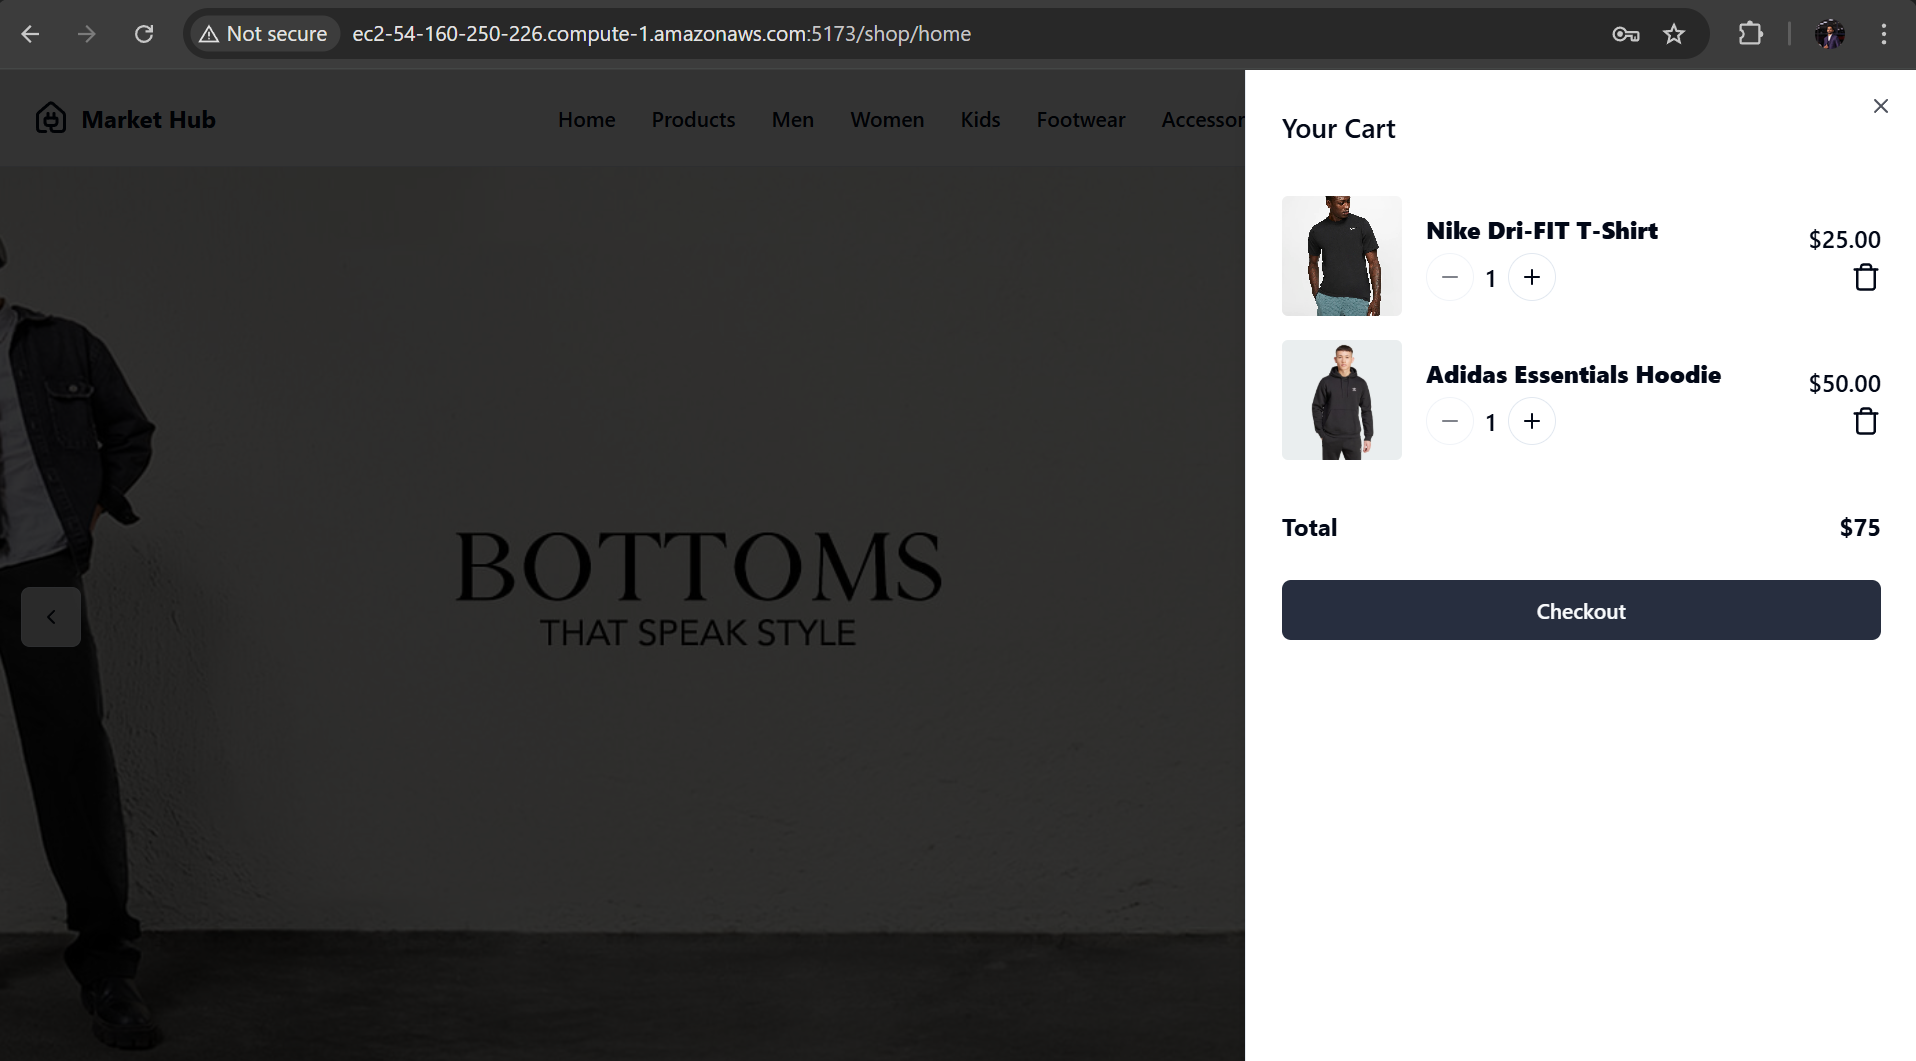 Not secure
ec2-54-160-250-226.compute-1.amazonaws.com:5173/shop/home
Market Hub
Home Products Men Women Kids Footwear Accessor
BOTTOMS
THAT SPEAK STYLE
Your Cart
Nike Dri-FIT T-Shirt
$25.00
1
Adidas Essentials Hoodie
$50.00
1
Total $75
Checkout